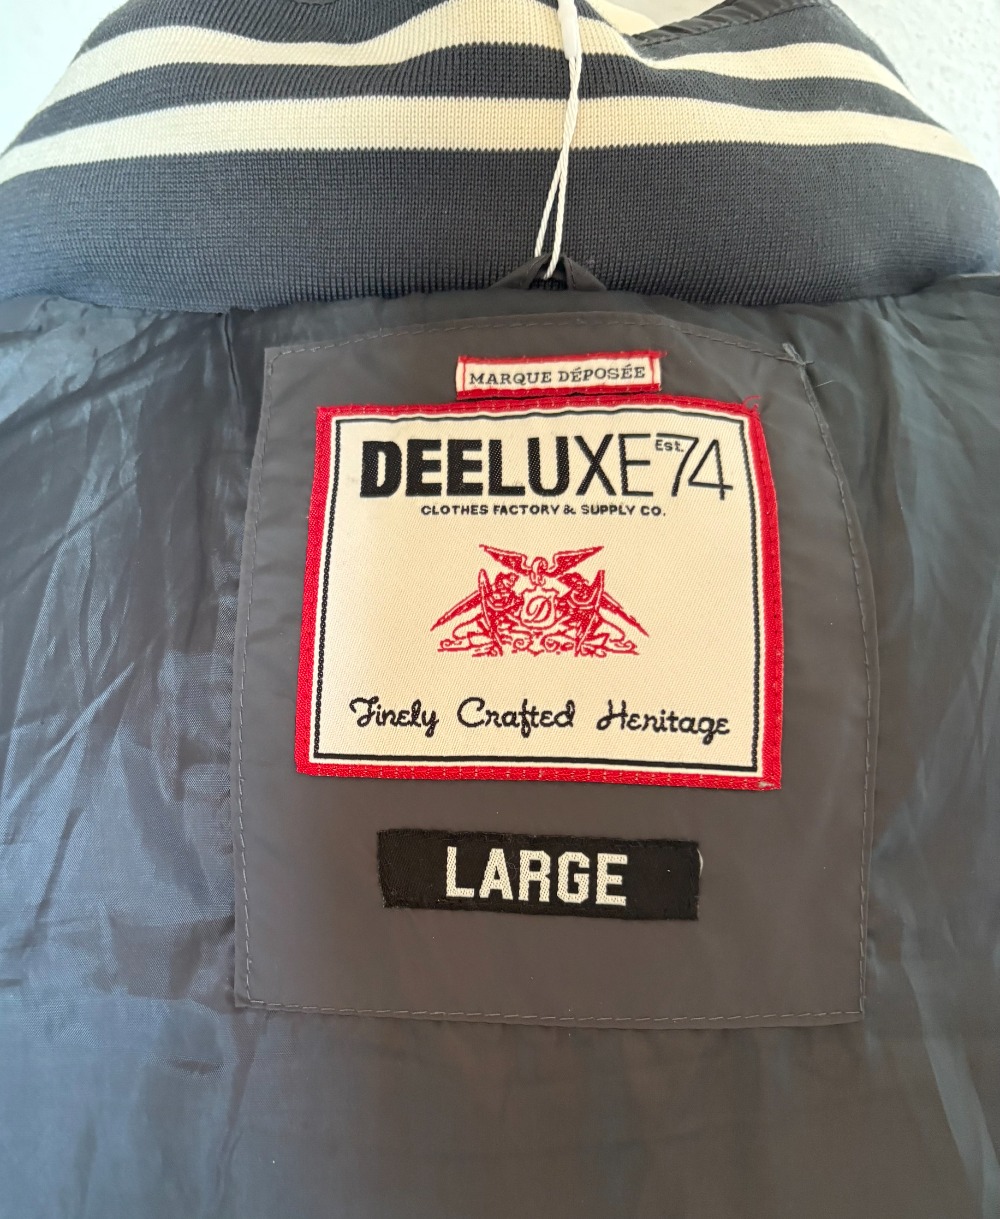 MARQUE DÉPOSÉE
DEELUXE Est. 74
CLOTHES FACTORY & SUPPLY CO.
D
Finely Crafted Heritage
LARGE